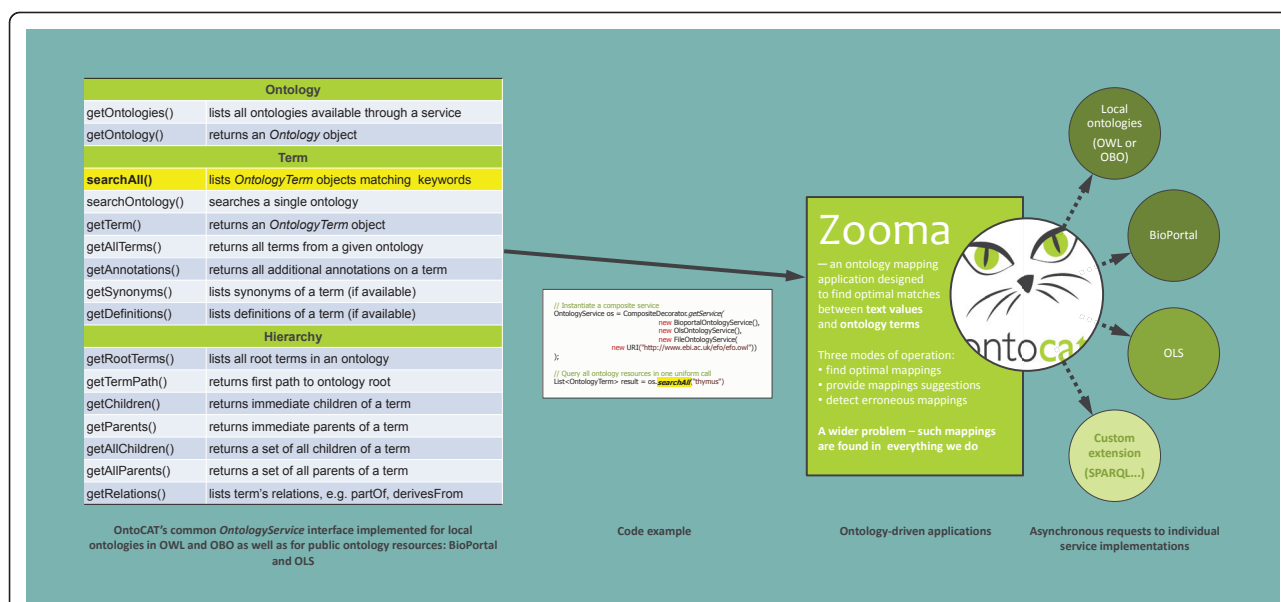 Ontology
getOntologies() lists all ontologies available through a service
getOntology() returns an Ontology object
Term
searchAll() lists OntologyTerm objects matching keywords
searchOntology() searches a single ontology
getTerm() returns an OntologyTerm object
getAllTerms() returns all terms from a given ontology
getAnnotations() returns all additional annotations on a term
getSynonyms() lists synonyms of a term (if available)
getDefinitions() lists definitions of a term (if available)
Hierarchy
getRootTerms() lists all root terms in an ontology
getTermPath() returns first path to ontology root
getChildren() returns immediate children of a term
getParents() returns immediate parents of a term
getAllChildren() returns a set of all children of a term
getAllParents() returns a set of all parents of a term
getRelations() lists term's relations, e.g. partOf, derivesFrom
OntoCAT's common OntologyService interface implemented for local
ontologies in OWL and OBO as well as for public ontology resources: BioPortal
and OLS
// Instantiate a composite service
OntologyService os = CompositeDecorator.getService(
new BioportalOntologyService(),
new OlsOntologyService(),
new FileOntologyService(
new URI("http://www.ebi.ac.uk/efo/efo.owl"))
);
// Query all ontology resources in one uniform call
List<OntologyTerm> result = os.searchAll("thymus")
Code example
Zooma
— an ontology mapping
application designed
to find optimal matches
between text values
and ontology terms
Three modes of operation:
• find optimal mappings
• provide mappings suggestions
• detect erroneous mappings
A wider problem – such mappings
are found in everything we do
Ontology-driven applications
ontocat
Local
ontologies
(OWL or
OBO)
BioPortal
OLS
Custom
extension
(SPARQL...)
Asynchronous requests to individual
service implementations